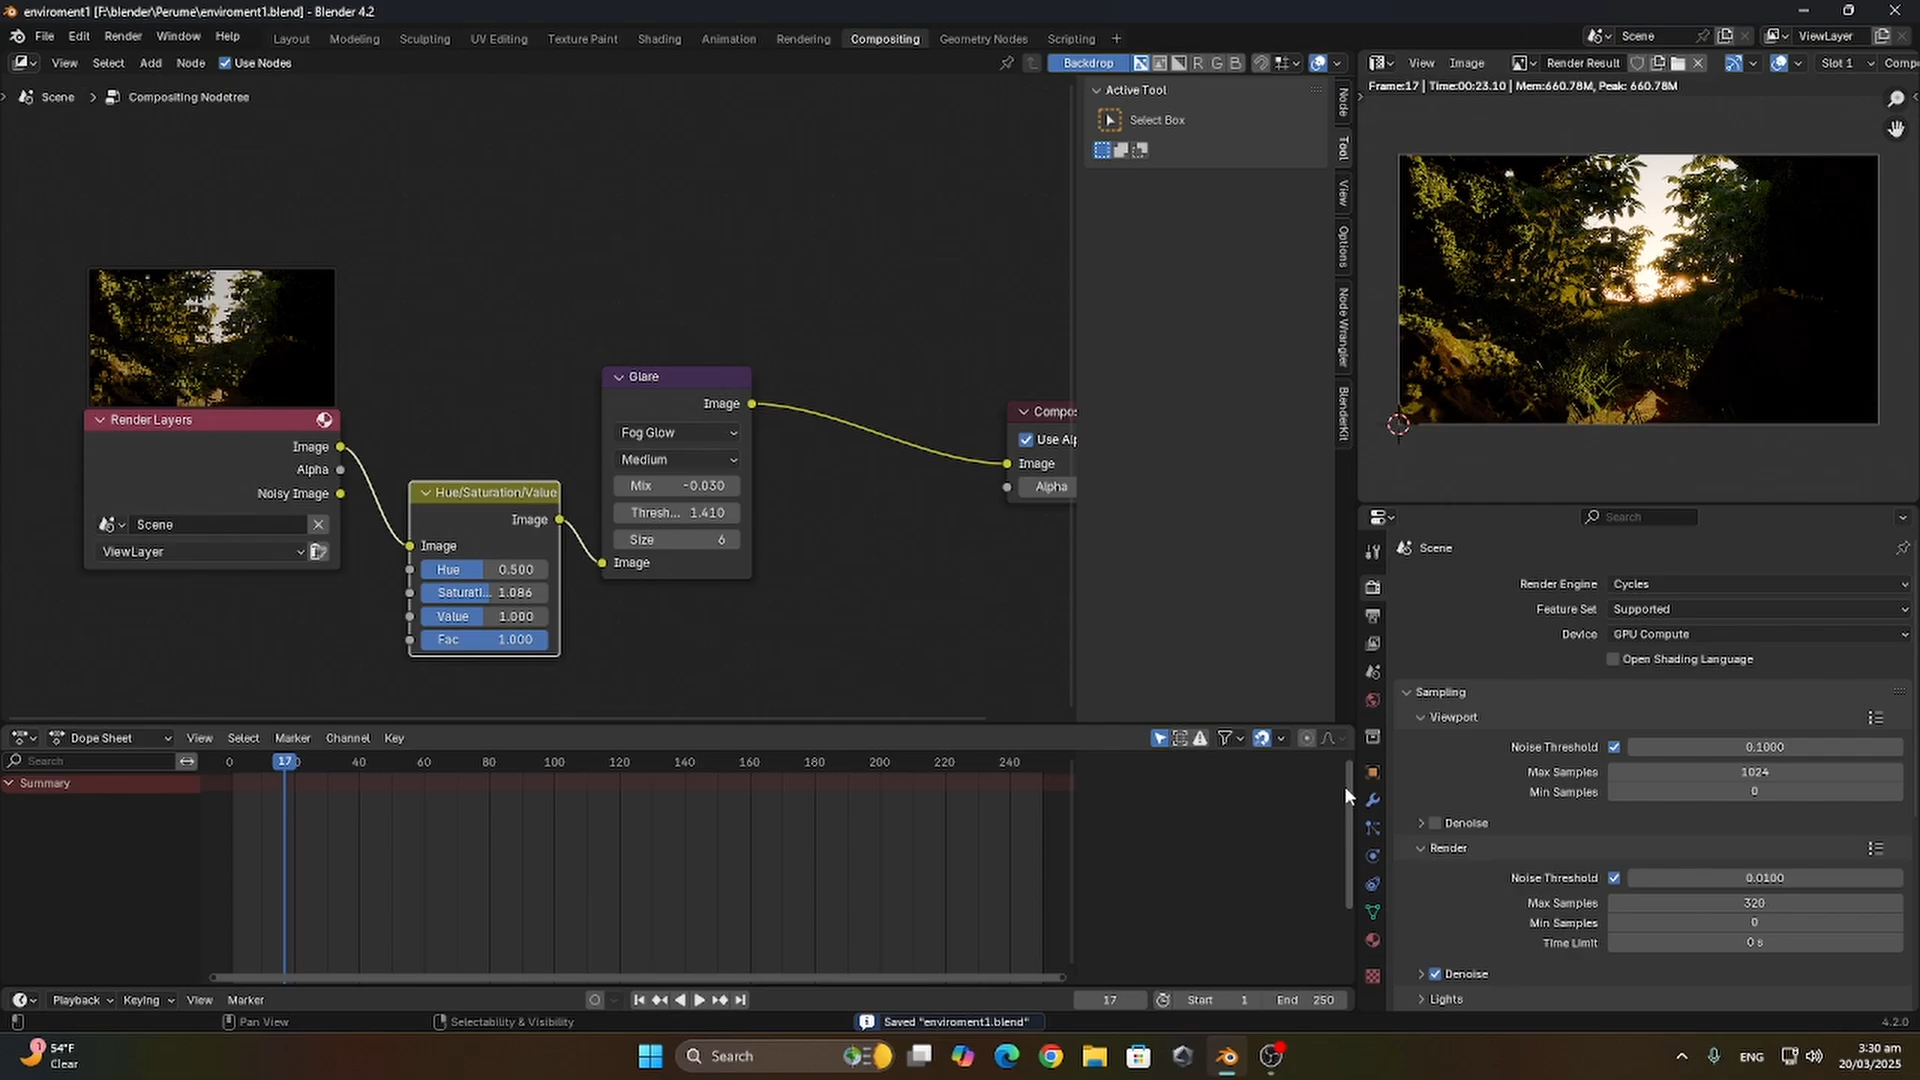 enviroment1 [F:\blender\Perume\enviroment1.blend] - Blender 4.2
File Edit Render Window Help
Layout Modeling Sculpting UV Editing Texture Paint Shading Animation Rendering Compositing Geometry Nodes Scripting +
Scene
ViewLayer
View Select Add Node Use Nodes
Backdrop
R G B
View Image Render Result
Slot 1
Compo
Scene > Compositing Nodetree
Frame:17 | Time:00:23.10 | Mem:660.78M, Peak: 660.78M
Active Tool
Select Box
Node
Tool
View
Options
Node Wrangler
BlenderKit
Render Layers
Image
Alpha
Noisy Image
Scene
ViewLayer
Hue/Saturation/Value
Image
Image
Hue 0.500
Saturati... 1.086
Value 1.000
Fac 1.000
Glare
Image
Fog Glow
Medium
Mix -0.030
Thresh... 1.410
Size 6
Image
Compos
Use Alp
Image
Alpha
Search
Scene
Render Engine Cycles
Feature Set Supported
Device GPU Compute
Open Shading Language
Sampling
Viewport
Noise Threshold 0.1000
Max Samples 1024
Min Samples 0
Denoise
Render
Noise Threshold 0.0100
Max Samples 320
Min Samples 0
Time Limit 0 s
Denoise
Lights
Dope Sheet View Select Marker Channel Key
Search
0 17 40 60 80 100 120 140 160 180 200 220 240
Summary
Playback Keying View Marker
17
Start 1
End 250
Pan View
Selectability & Visibility
Saved "enviroment1.blend"
4.2.0
1
54°F
Clear
Search
ENG
3:30 am
20/03/2025